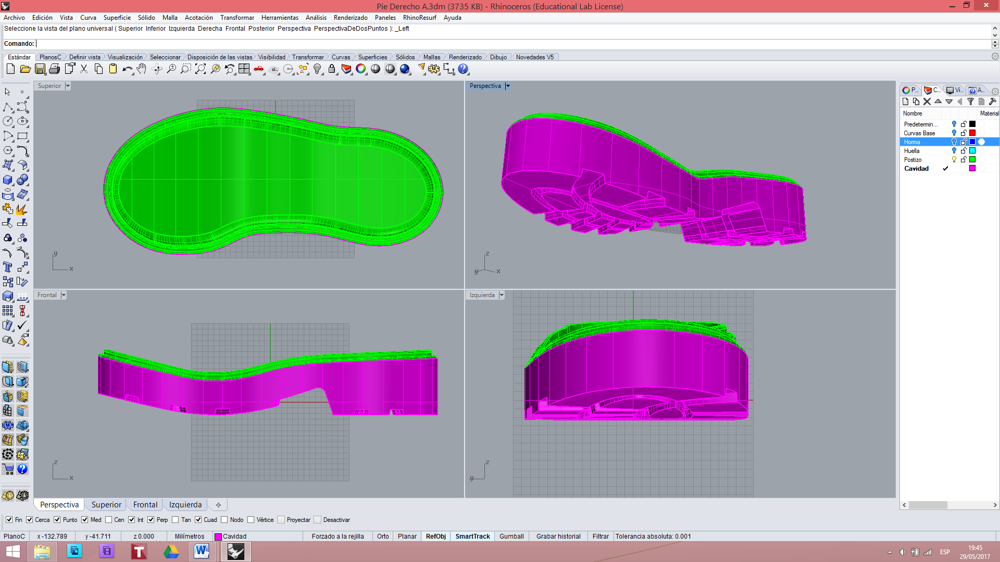 Pie Derecho A.3dm (3735 KB) - Rhinoceros (Educational Lab License)
Archivo Edición Vista Curva Superficie Sólido Malla Acotación Transformar Herramientas Análisis Renderizado Paneles RhinoResurf Ayuda
Seleccione la vista del plano universal ( Superior Inferior Izquierda Derecha Frontal Posterior Perspectiva PerspectivaDeDosPuntos ): _Left
Comando:
Estándar PlanosC Definir vista Visualización Seleccionar Disposición de las vistas Visibilidad Transformar Curvas Superficies Sólidos Mallas Renderizado Dibujo Novedades V5
Superior
Perspectiva
P... C... Vi... A...
Nombre Material
Predetermin...
Curvas Base
Horma
Huella
Postizo
Cavidad
y
x
z
y
x
Frontal
Izquierda
z
x
z
y
Perspectiva Superior Frontal Izquierda
Fin Cerca Punto Med Cen Int Perp Tan Cuad Nodo Vértice Proyectar Desactivar
PlanoC x -132.789 y -41.711 z 0.000 Milímetros Cavidad Forzado a la rejilla Orto Planar RefObj SmartTrack Gumball Grabar historial Filtrar Tolerancia absoluta: 0.001
ESP
19:45
29/05/2017